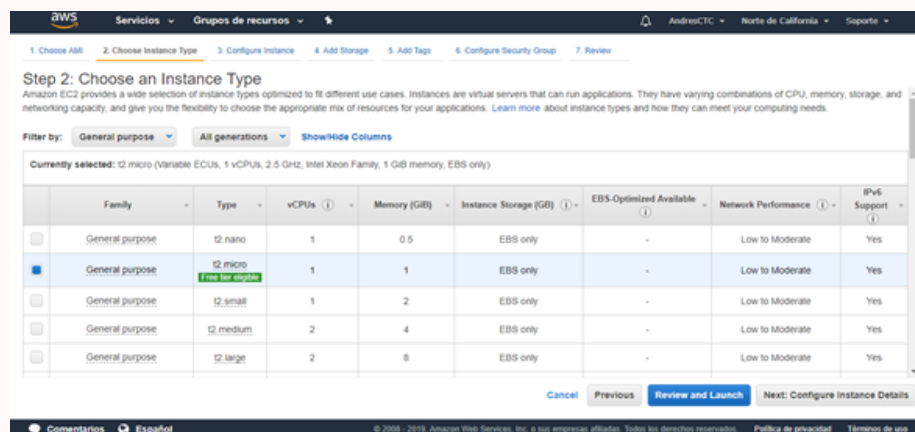 aws Servicios Grupos de recursos AndresCTC Norte de California Soporte
1. Choose AMI 2. Choose Instance Type 3. Configure Instance 4. Add Storage 5. Add Tags 6. Configure Security Group 7. Review
Step 2: Choose an Instance Type
Amazon EC2 provides a wide selection of instance types optimized to fit different use cases. Instances are virtual servers that can run applications. They have varying combinations of CPU, memory, storage, and
networking capacity, and give you the flexibility to choose the appropriate mix of resources for your applications. Learn more about instance types and how they can meet your computing needs.
Filter by: General purpose All generations Show/Hide Columns
Currently selected: t2.micro (Variable ECUs, 1 vCPUs, 2.5 GHz, Intel Xeon Family, 1 GiB memory, EBS only)
Family Type vCPUs Memory (GiB) Instance Storage (GB) EBS-Optimized Available Network Performance IPv6 Support
General purpose t2.nano 1 0.5 EBS only - Low to Moderate Yes
General purpose t2.micro Free tier eligible 1 1 EBS only - Low to Moderate Yes
General purpose t2.small 1 2 EBS only - Low to Moderate Yes
General purpose t2.medium 2 4 EBS only - Low to Moderate Yes
General purpose t2.large 2 8 EBS only - Low to Moderate Yes
Cancel Previous Review and Launch Next: Configure Instance Details
Comentarios Español © 2008 - 2019, Amazon Web Services, Inc. o sus empresas afiliadas. Todos los derechos reservados. Política de privacidad Términos de uso